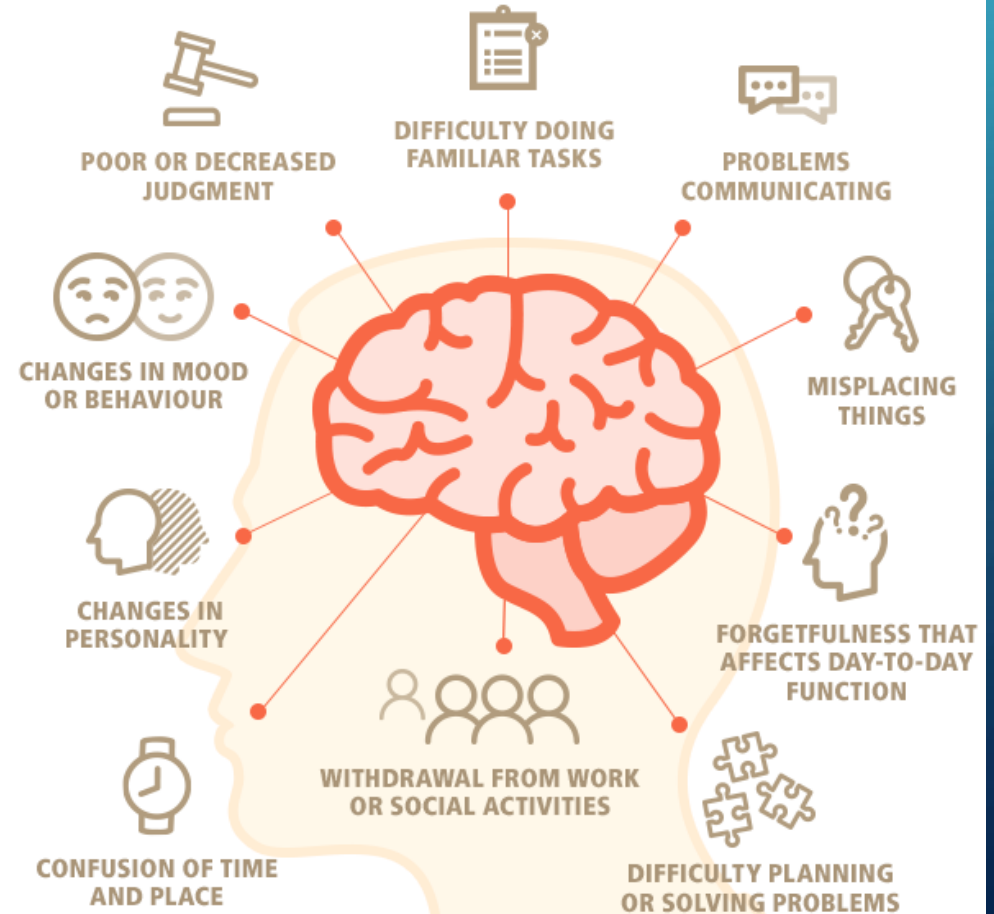 DIFFICULTY DOING
FAMILIAR TASKS
POOR OR DECREASED
JUDGMENT
PROBLEMS
COMMUNICATING
CHANGES IN MOOD
OR BEHAVIOUR
MISPLACING
THINGS
CHANGES IN
PERSONALITY
FORGETFULNESS THAT
AFFECTS DAY-TO-DAY
FUNCTION
WITHDRAWAL FROM WORK
OR SOCIAL ACTIVITIES
CONFUSION OF TIME
AND PLACE
DIFFICULTY PLANNING
OR SOLVING PROBLEMS